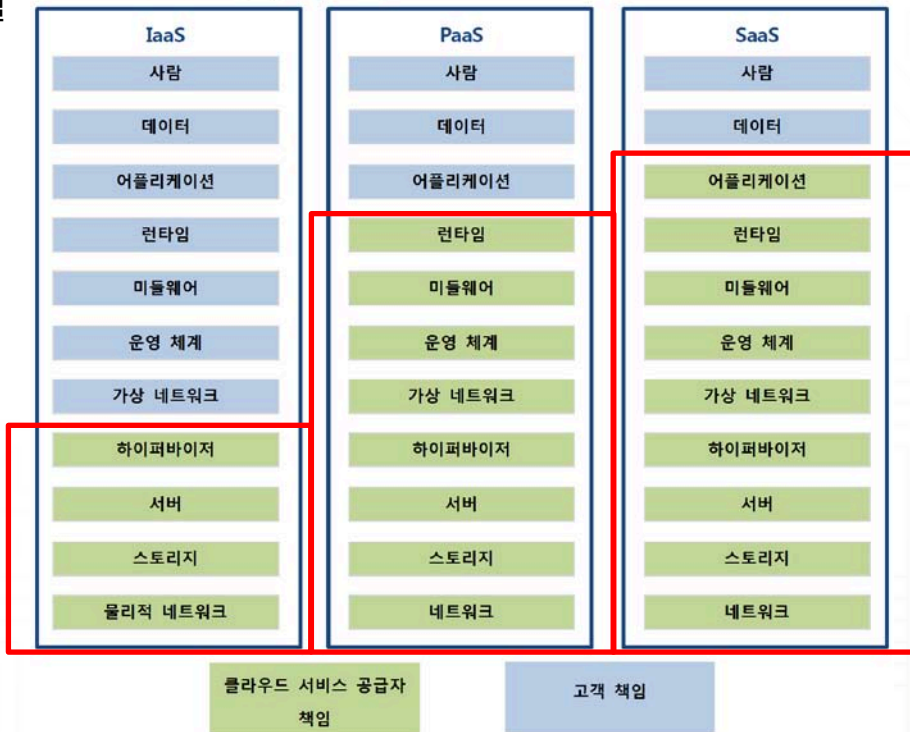 IaaS
사람
데이터
어플리케이션
런타임
미들웨어
운영 체계
가상 네트워크
하이퍼바이저
서버
스토리지
물리적 네트워크
PaaS
사람
데이터
어플리케이션
런타임
미들웨어
운영 체계
가상 네트워크
하이퍼바이저
서버
스토리지
네트워크
SaaS
사람
데이터
어플리케이션
런타임
미들웨어
운영 체계
가상 네트워크
하이퍼바이저
서버
스토리지
네트워크
클라우드 서비스 공급자
책임
고객 책임